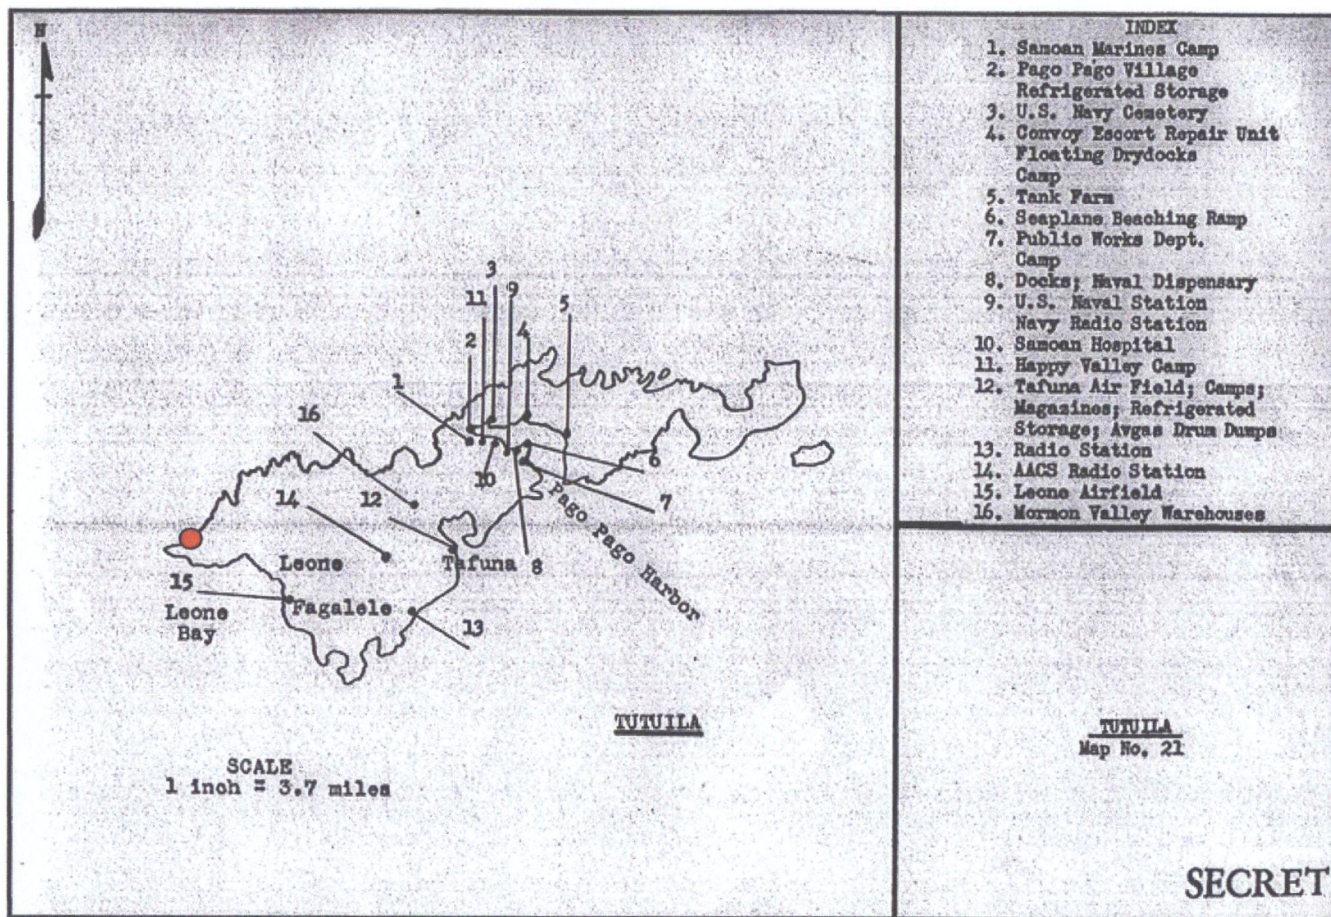 N
INDEX
1. Samoan Marines Camp
2. Pago Pago Village
Refrigerated Storage
3. U.S. Navy Cemetery
4. Convoy Escort Repair Unit
Floating Drydocks
Camp
5. Tank Farm
6. Seaplane Beaching Ramp
7. Public Works Dept.
Camp
8. Docks; Naval Dispensary
9. U.S. Naval Station
Navy Radio Station
10. Samoan Hospital
11. Happy Valley Camp
12. Tafuna Air Field; Camps;
Magazines; Refrigerated
Storage; Avgas Drum Dumps
13. Radio Station
14. AACS Radio Station
15. Leone Airfield
16. Mormon Valley Warehouses
3
11
9
5
2
4
1
16
6
10
14
12
7
Pago Pago Harbor
Leone
Tafuna
8
15
Leone
Bay
Fagalele
13
TUTUILA
SCALE
1 inch = 3.7 miles
TUTUILA
Map No. 21
SECRET